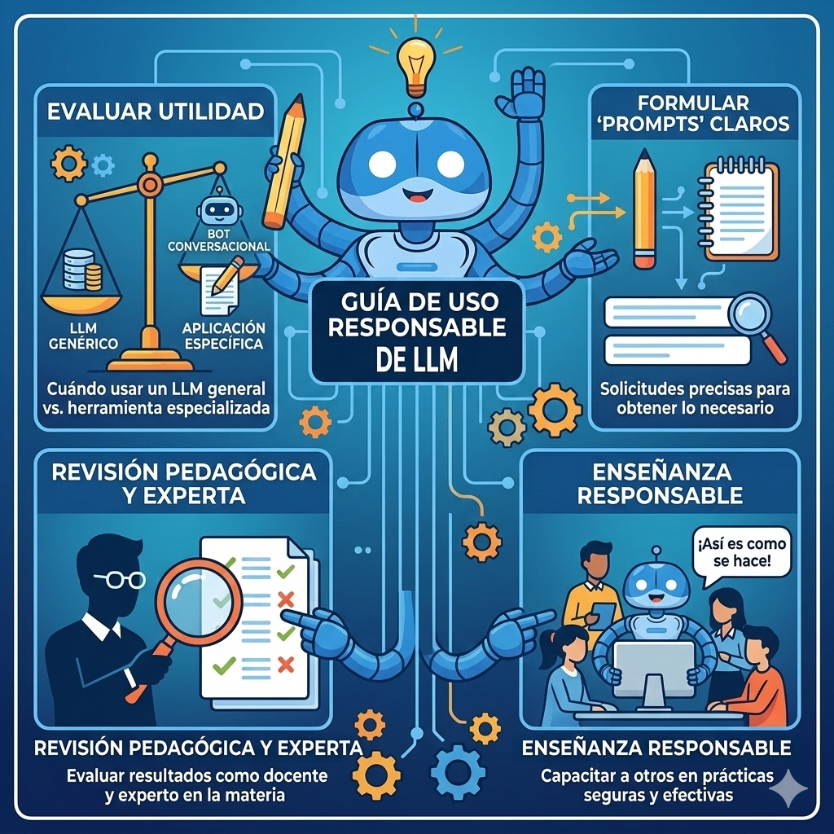 EVALUAR UTILIDAD
BOT
CONVERSACIONAL
LLM
GENÉRICO
APLICACIÓN
ESPECÍFICA
Cuándo usar un LLM general
vs. herramienta especializada
FORMULAR
‘PROMPTS’ CLAROS
Solicitudes precisas para
obtener lo necesario
GUÍA DE USO
RESPONSABLE
DE LLM
REVISIÓN PEDAGÓGICA
Y EXPERTA
REVISIÓN PEDAGÓGICA Y EXPERTA
Evaluar resultados como docente
y experto en la materia
ENSEÑANZA
RESPONSABLE
¡Así es como
se hace!
ENSEÑANZA RESPONSABLE
Capacitar a otros en prácticas
seguras y efectivas